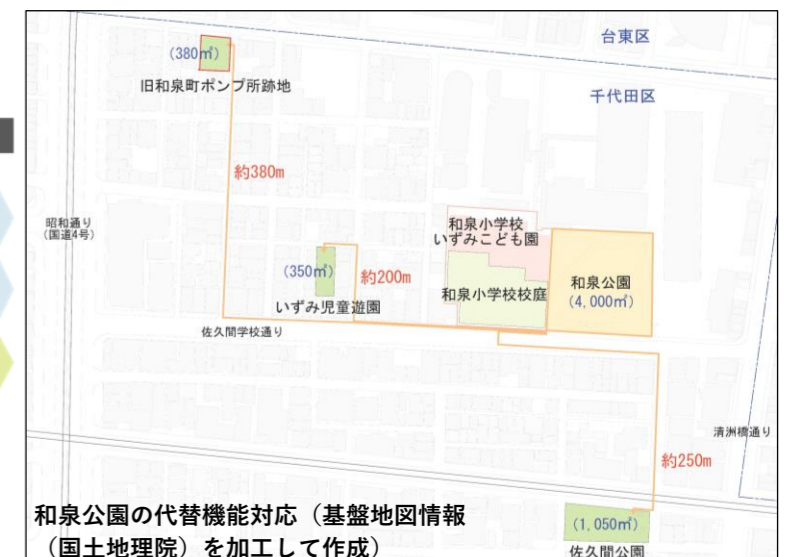 台東区
(380㎡)
旧和泉町ポンプ所跡地
千代田区
約380m
昭和通り
(国道4号)
和泉小学校
いずみこども園
(350㎡)
約200m
和泉公園
(4,000㎡)
和泉小学校校庭
いずみ児童遊園
佐久間学校通り
清洲橋通り
約250m
(1,050㎡)
佐久間公園
和泉公園の代替機能対応（基盤地図情報
（国土地理院）を加工して作成）